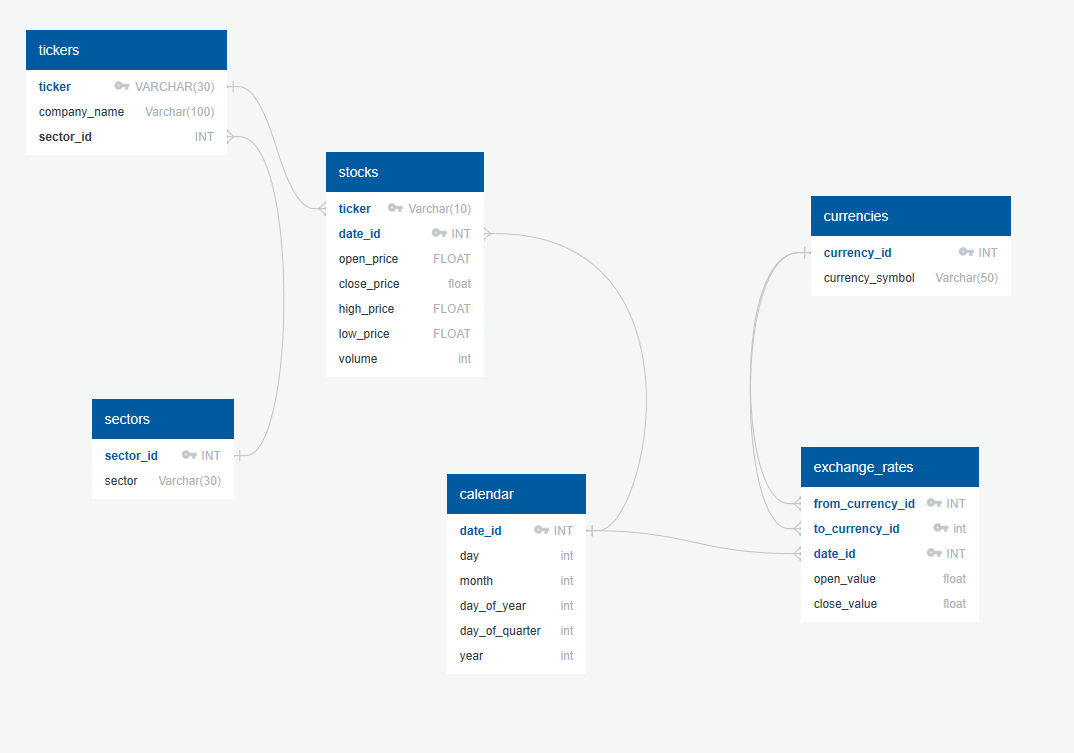 tickers
ticker VARCHAR(30)
company_name Varchar(100)
sector_id INT
stocks
ticker Varchar(10)
date_id INT
open_price FLOAT
close_price float
high_price FLOAT
low_price FLOAT
volume int
currencies
currency_id INT
currency_symbol Varchar(50)
sectors
sector_id INT
sector Varchar(30)
calendar
date_id INT
day int
month int
day_of_year int
day_of_quarter int
year int
exchange_rates
from_currency_id INT
to_currency_id int
date_id INT
open_value float
close_value float